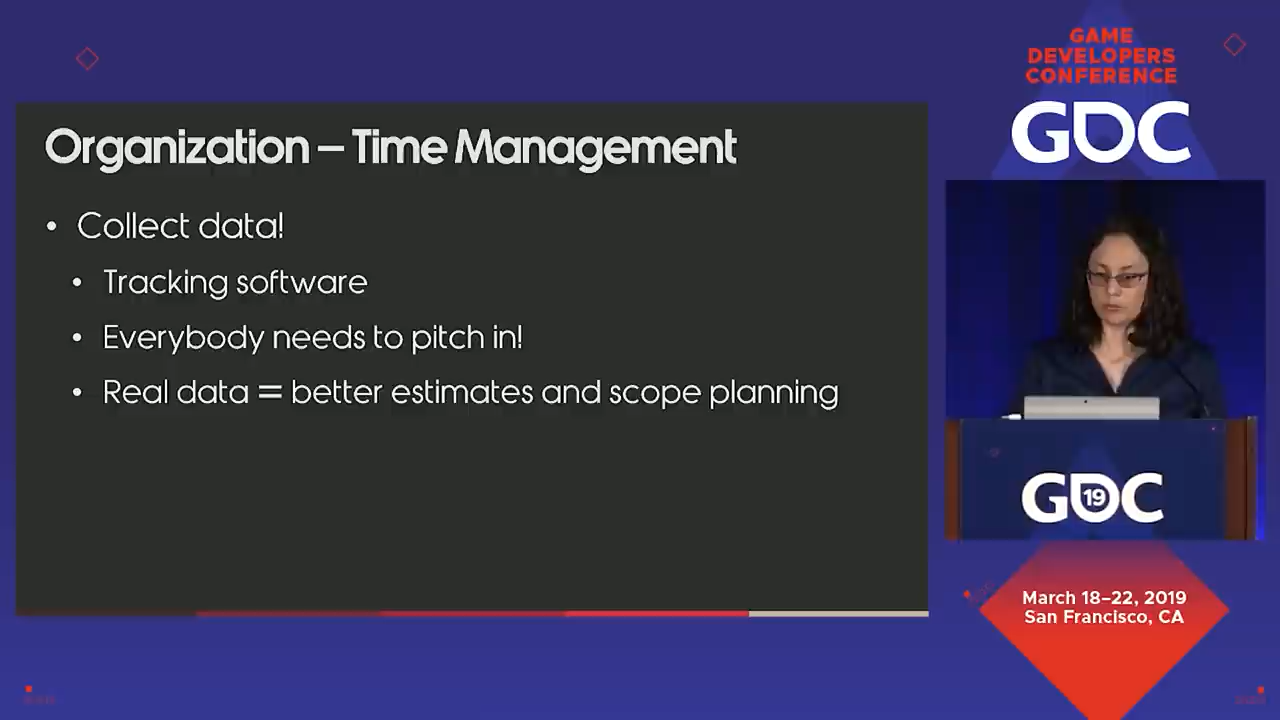 GAME
DEVELOPERS
CONFERENCE
GDC
Organization – Time Management
• Collect data!
• Tracking software
• Everybody needs to pitch in!
• Real data = better estimates and scope planning
GDC
19
March 18–22, 2019
San Francisco, CA